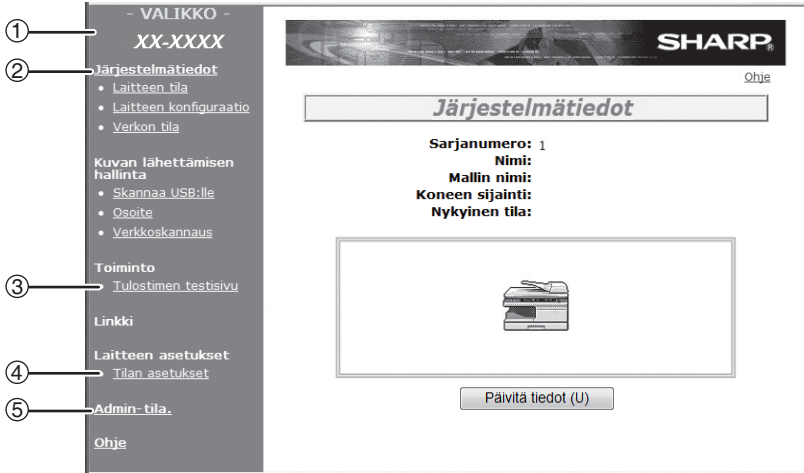 - VALIKKO -
① XX-XXXX
② Järjestelmätiedot
• Laitteen tila
• Laitteen konfiguraatio
• Verkon tila
Kuvan lähettämisen
hallinta
• Skannaa USB:lle
• Osoite
• Verkkoskannaus
Toiminto
③ • Tulostimen testisivu
Linkki
Laitteen asetukset
④ • Tilan asetukset
⑤ Admin-tila.
Ohje
SHARP®
Ohje
Järjestelmätiedot
Sarjanumero: 1
Nimi:
Mallin nimi:
Koneen sijainti:
Nykyinen tila:
Päivitä tiedot (U)